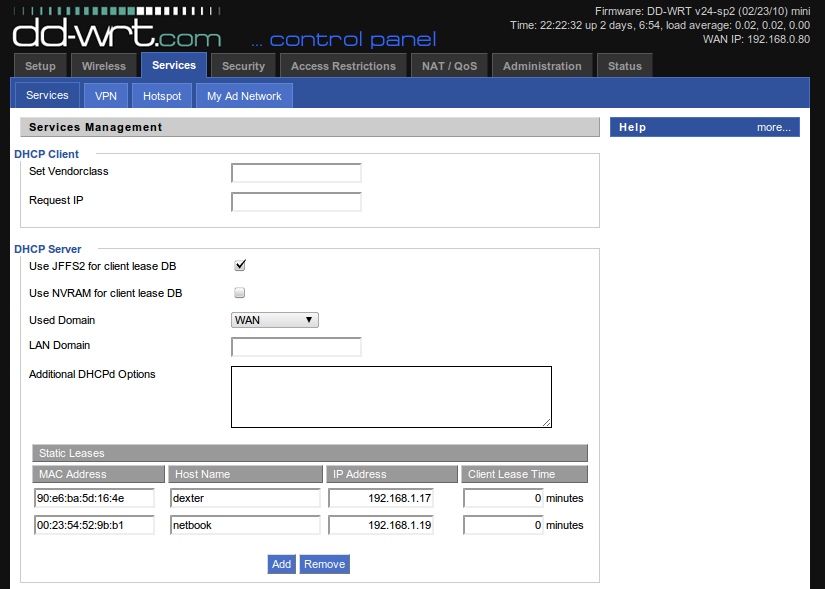 Firmware: DD-WRT v24-sp2 (02/23/10) mini
Time: 22:22:32 up 2 days, 6:54, load average: 0.02, 0.02, 0.00
WAN IP: 192.168.0.80
dd-wrt.com ... control panel
Setup Wireless Services Security Access Restrictions NAT / QoS Administration Status
Services VPN Hotspot My Ad Network
Services Management
Help more...
DHCP Client
Set Vendorclass
Request IP
DHCP Server
Use JFFS2 for client lease DB
Use NVRAM for client lease DB
Used Domain WAN
LAN Domain
Additional DHCPd Options
Static Leases
MAC Address Host Name IP Address Client Lease Time
90:e6:ba:5d:16:4e dexter 192.168.1.17 0 minutes
00:23:54:52:9b:b1 netbook 192.168.1.19 0 minutes
Add Remove